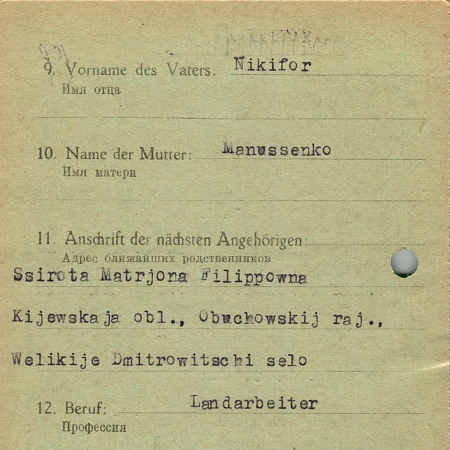 9. Vorname des Vaters: Nikifor
Имя отца
10. Name der Mutter: Manussenko
Имя матери
11. Anschrift der nächsten Angehörigen:
Адрес ближайших родственников
Ssirota Matrjona Filippowna
Kijewskaja obl., Obuchowskij raj.,
Welikije Dmitrowitschi selo
12. Beruf: Landarbeiter
Профессия